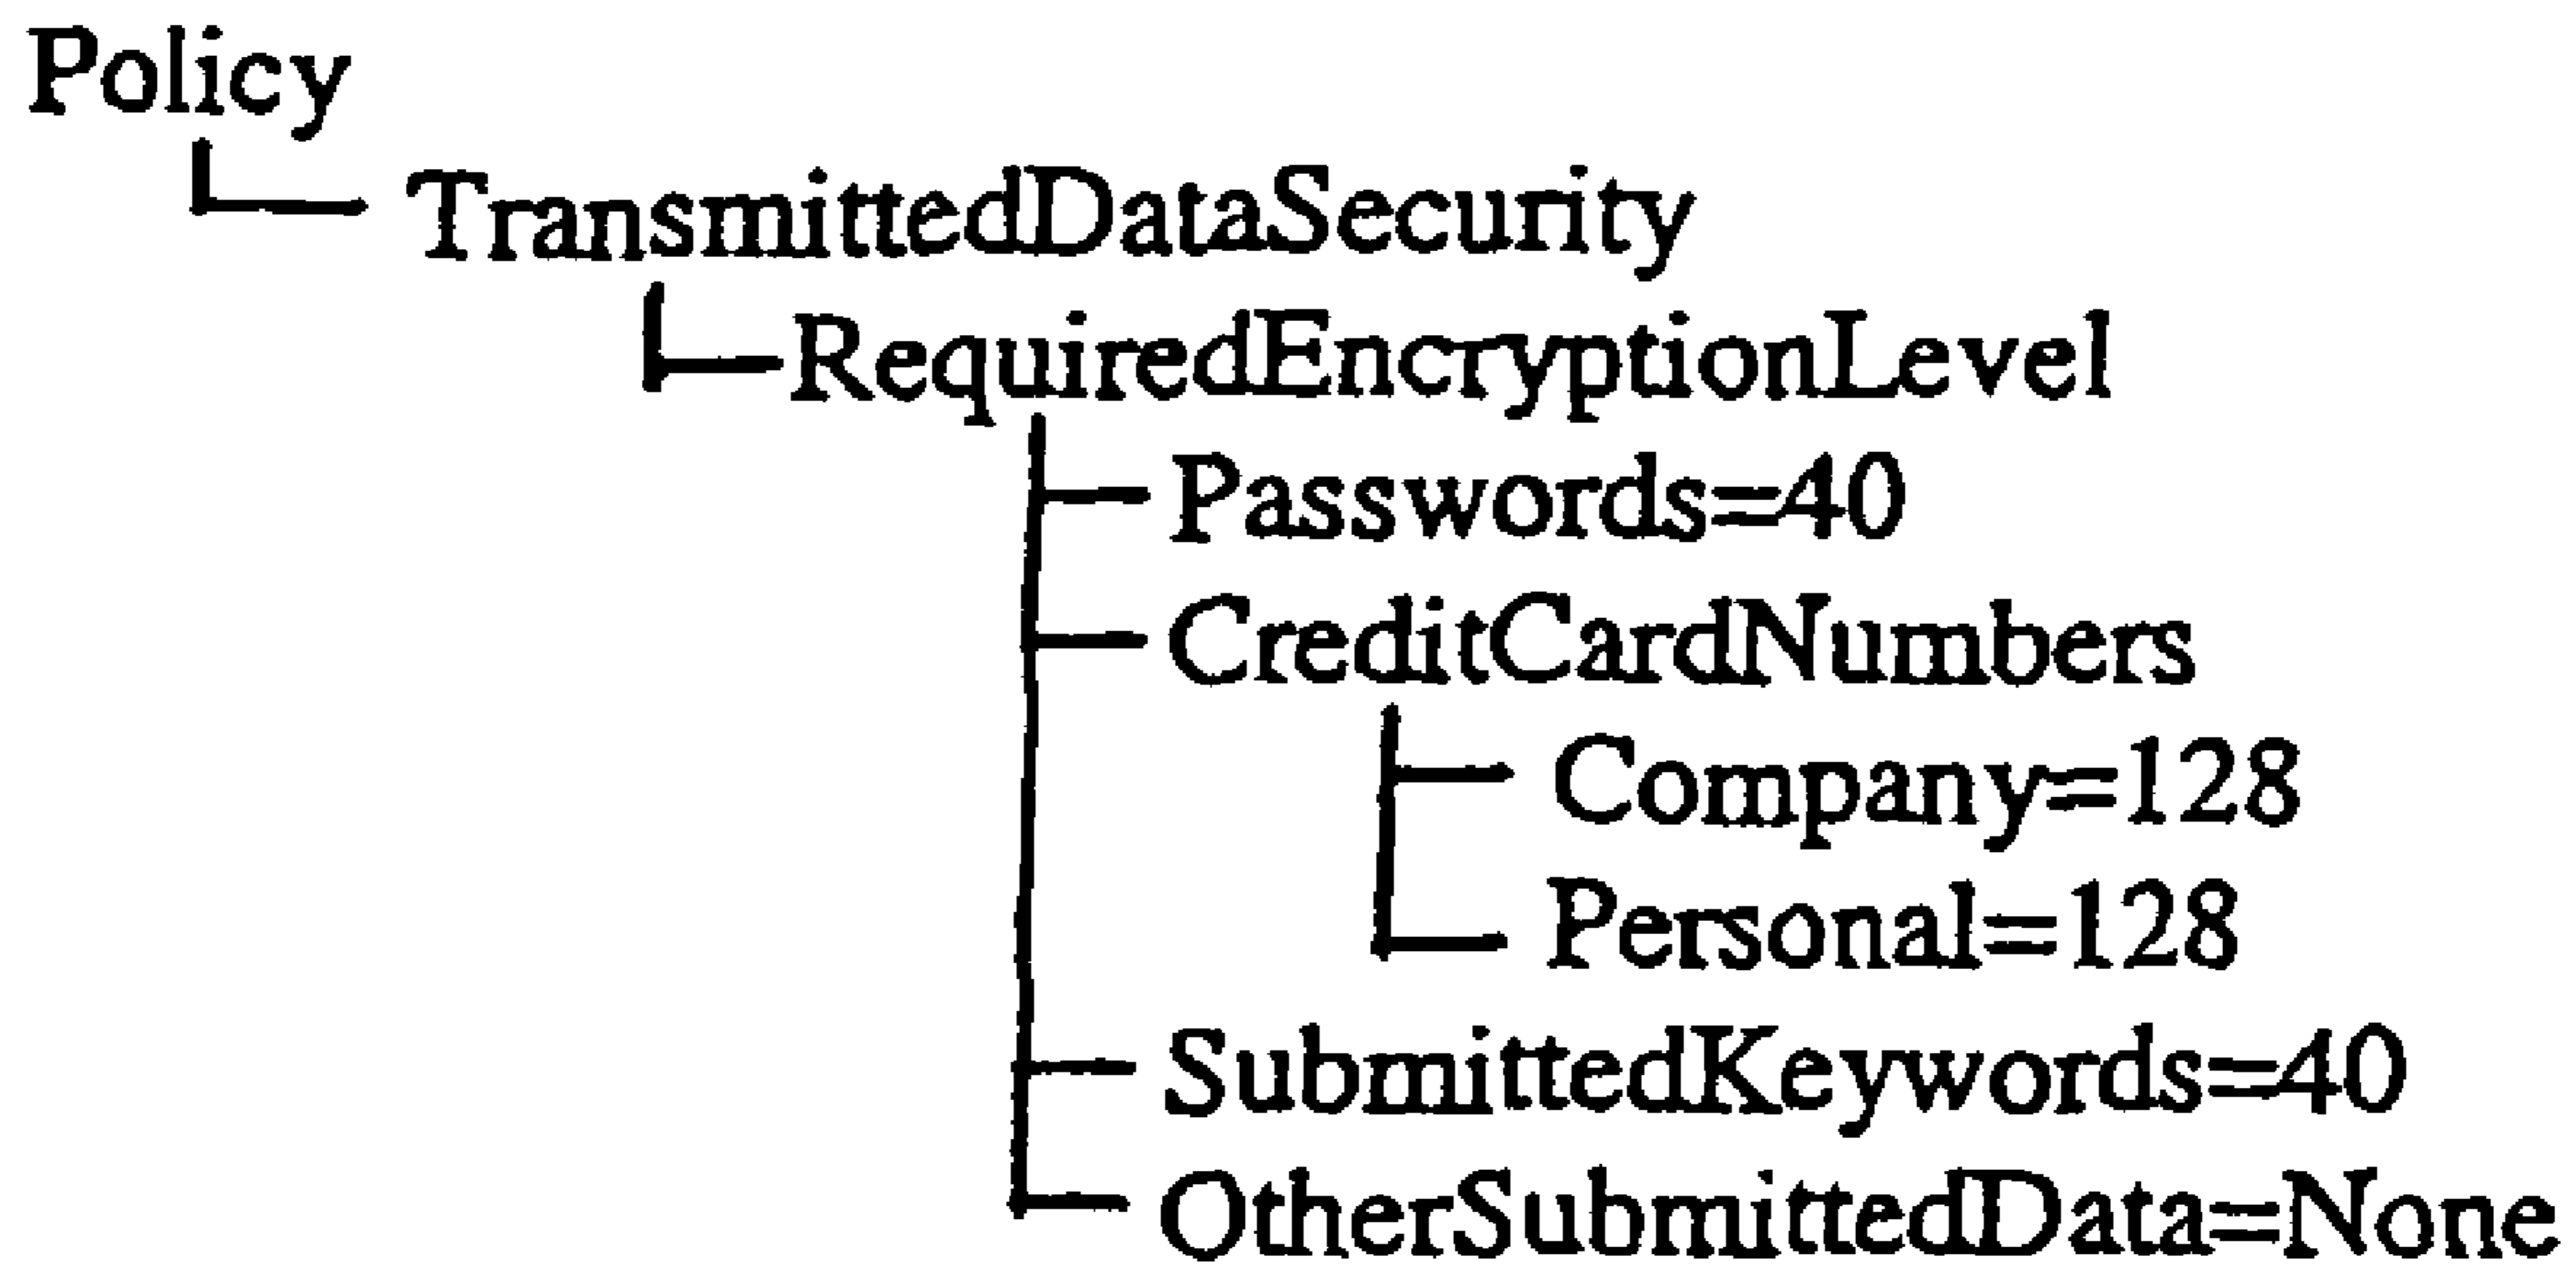 Policy
TransmittedDataSecurity
RequiredEncryptionLevel
Passwords=40
CreditCardNumbers
Company=128
Personal=128
SubmittedKeywords=40
OtherSubmittedData=None